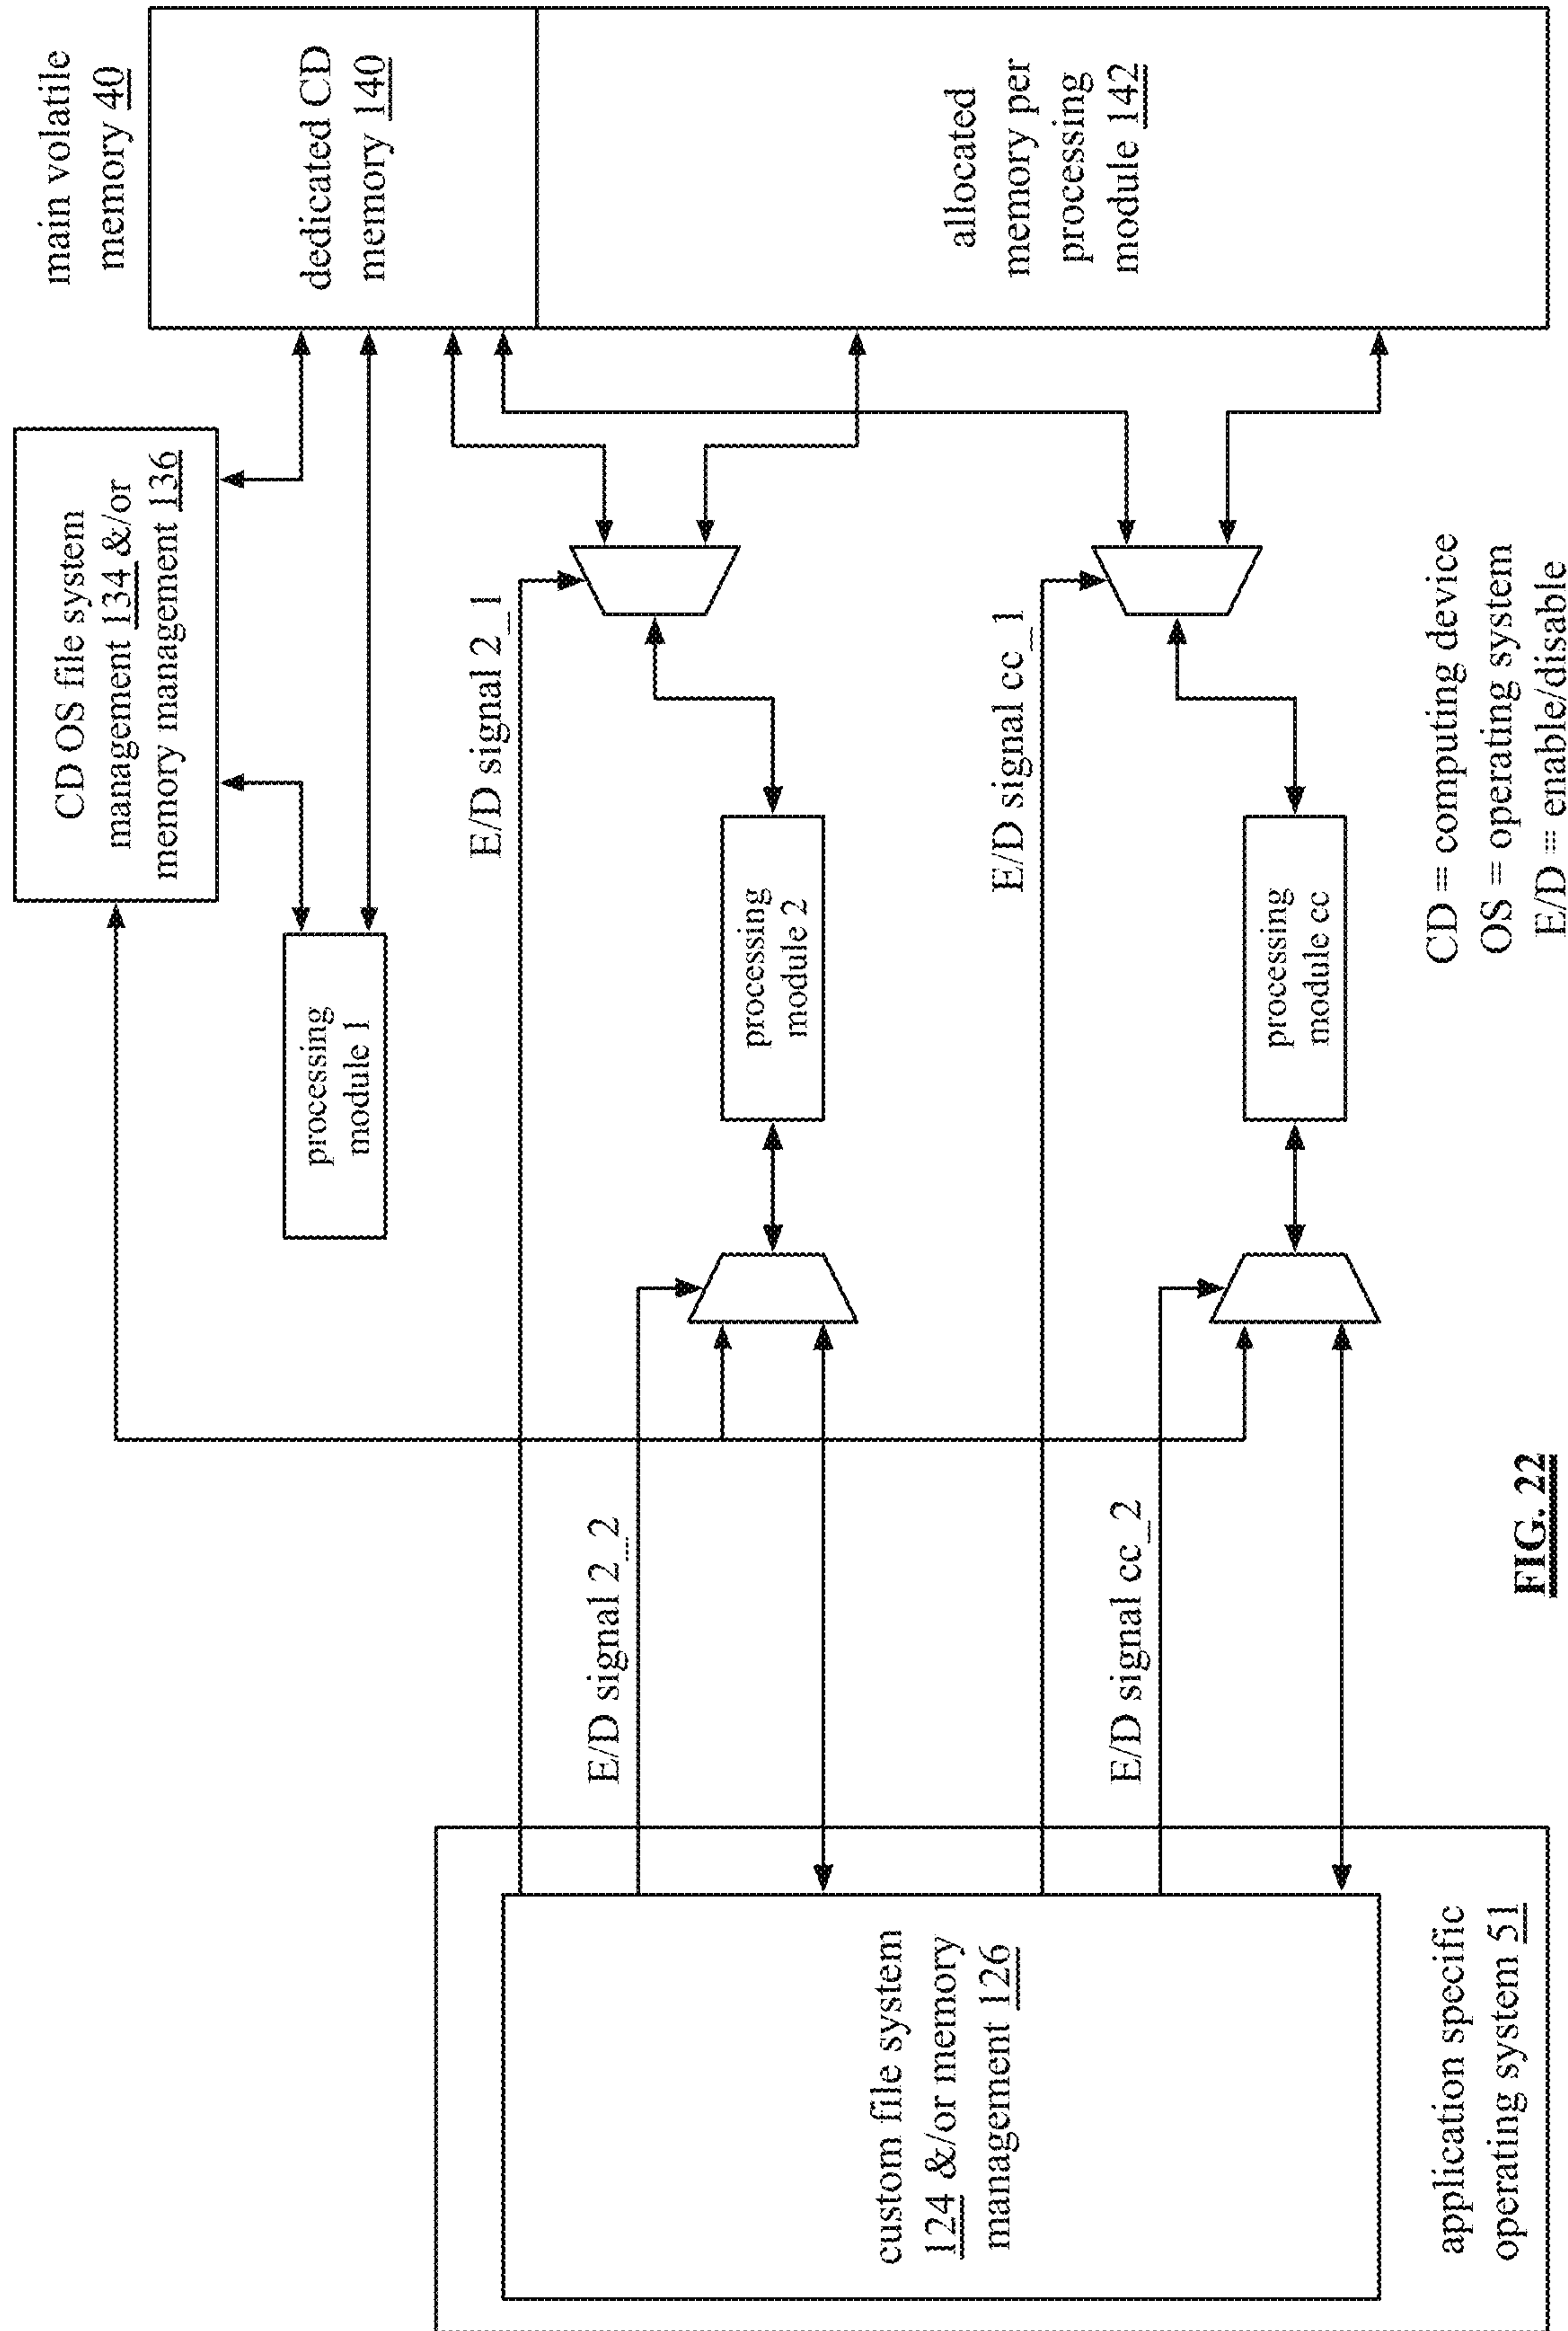 main volatile
memory 40
dedicated CD
memory 140
allocated
memory per
processing
module 142
CD OS file system
management 134 &/or
memory management 136
processing
module 1
E/D signal 2_1
processing
module 2
E/D signal 2_2
E/D signal cc_1
processing
module cc
E/D signal cc_2
custom file system
124 &/or memory
management 126
application specific
operating system 51
CD = computing device
OS = operating system
E/D = enable/disable
FIG. 22